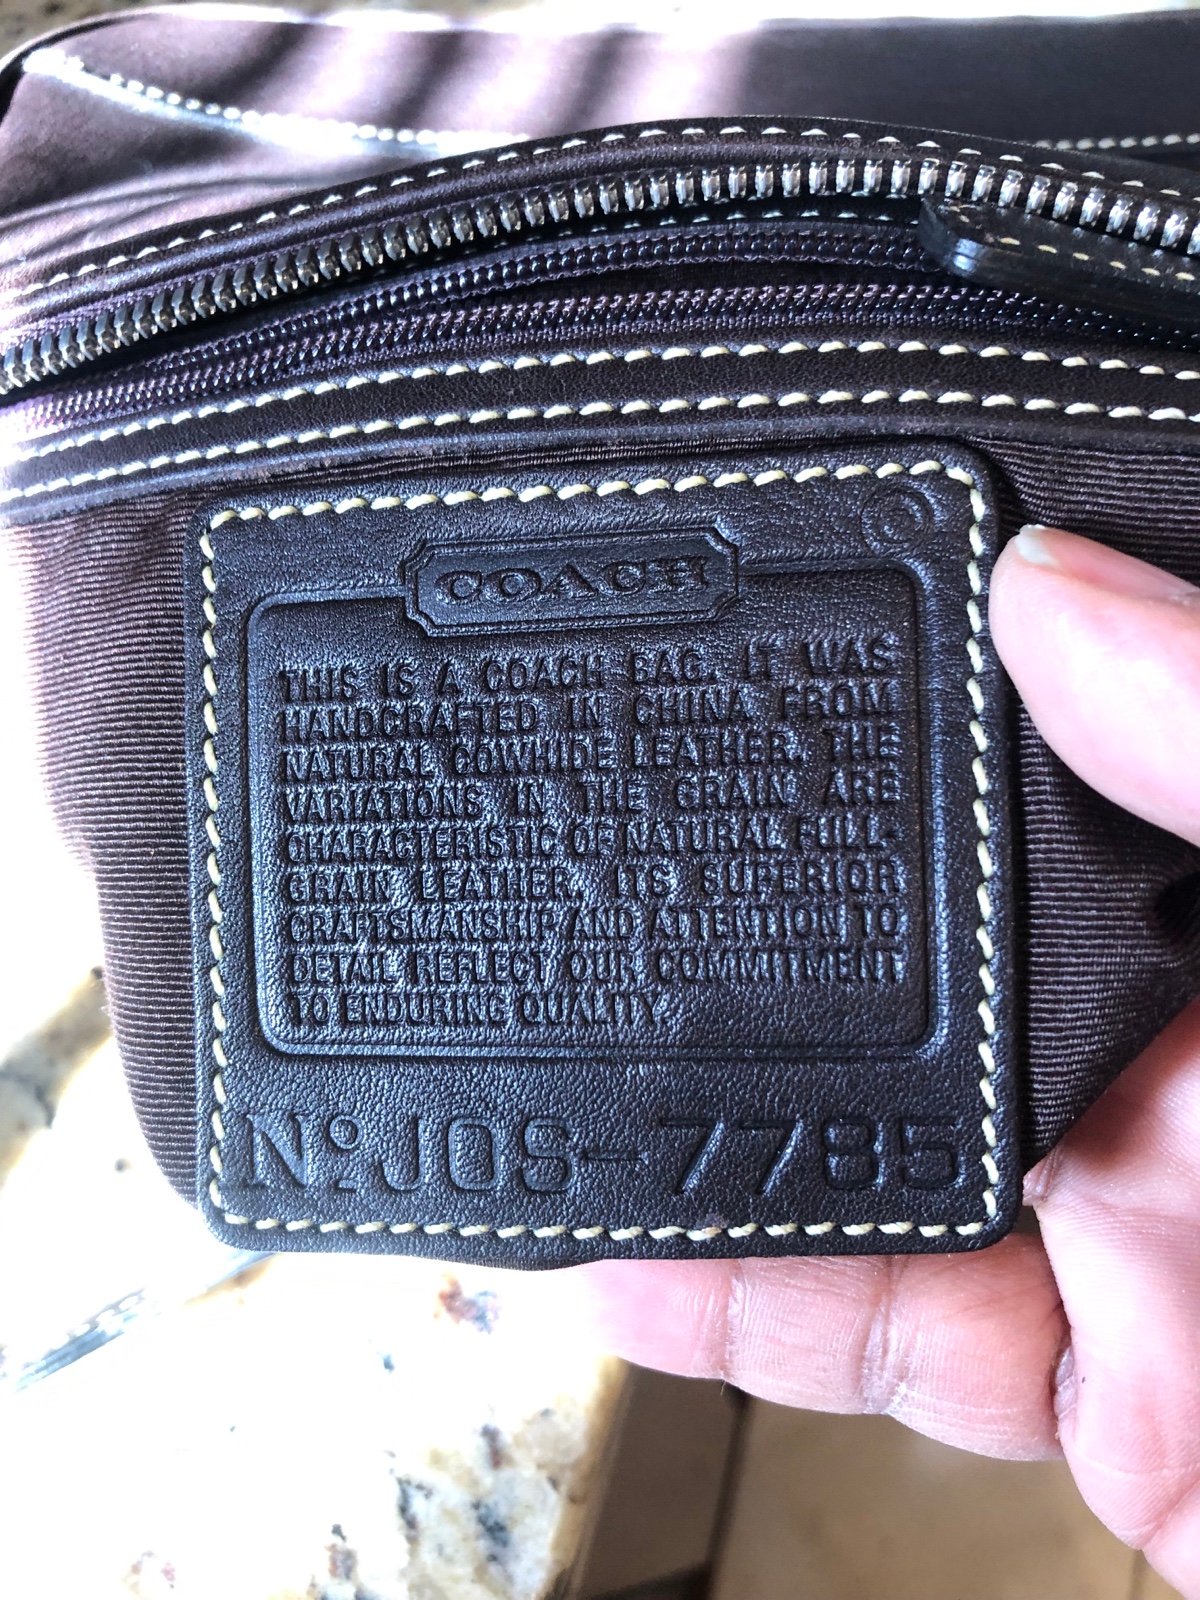 ©
COACH
THIS IS A COACH BAG. IT WAS
HANDCRAFTED IN CHINA FROM
NATURAL COWHIDE LEATHER. THE
VARIATIONS IN THE GRAIN ARE
CHARACTERISTIC OF NATURAL FULL-
GRAIN LEATHER. ITS SUPERIOR
CRAFTSMANSHIP AND ATTENTION TO
DETAIL REFLECT OUR COMMITMENT
TO ENDURING QUALITY.
No JOS-7785